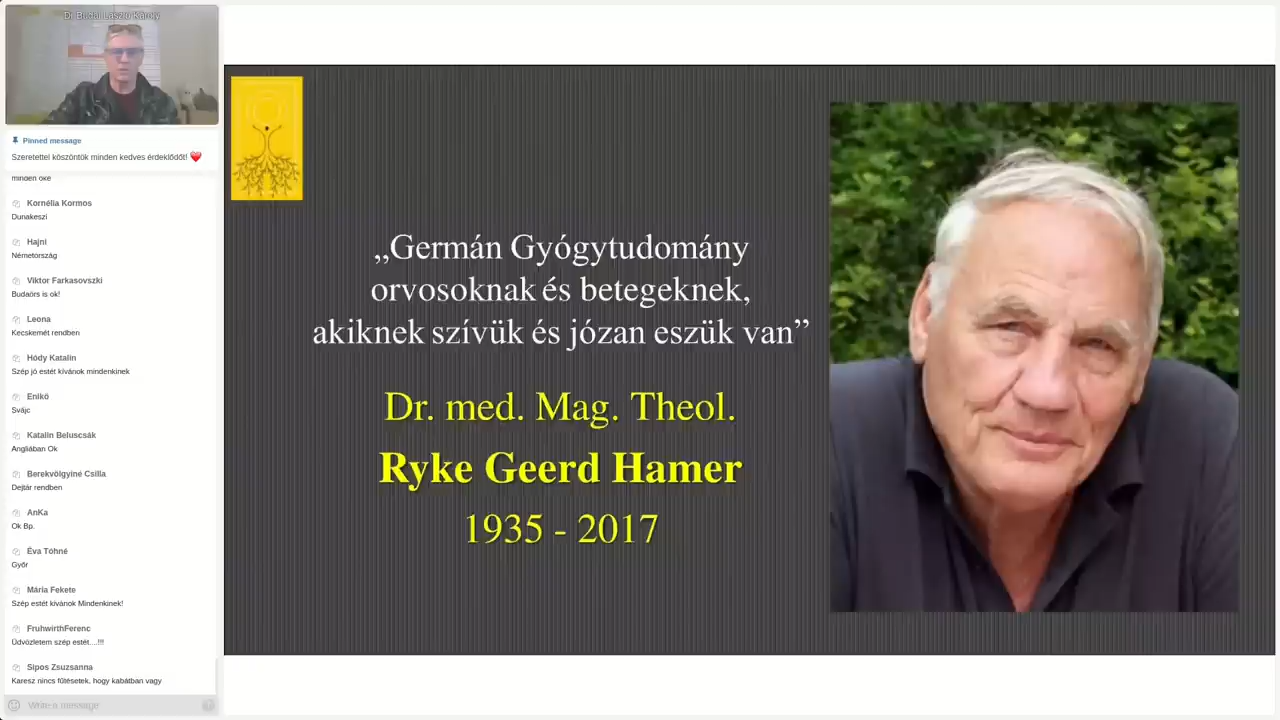 Dr. Budai László Károly
Pinned message
Szeretettel köszöntük minden kedves érdeklődőt! ❤️
minden oké
Kornélia Kormos
Dunakeszi
Hajni
Németország
Viktor Farkasovszki
Budaörs is ok!
Leona
Kecskemét rendben
Hódy Katalin
Szép jó estét kívánok mindenkinek
Enikö
Svájc
Katalin Beluscsák
Angliában Ok
Berekvölgyiné Csilla
Dejtár rendben
AnKa
Ok Bp.
Éva Tóhné
Győr
Mária Fekete
Szép estét kívánok Mindenkinek!
FruhwirthFerenc
Üdvözletem szép estét....!!!
Sipos Zsuzsanna
Karesz nincs fűtésetek, hogy kabátban vagy
Write a message
„Germán Gyógytudomány
orvosoknak és betegeknek,
akiknek szívük és józan eszük van”
Dr. med. Mag. Theol.
Ryke Geerd Hamer
1935 - 2017